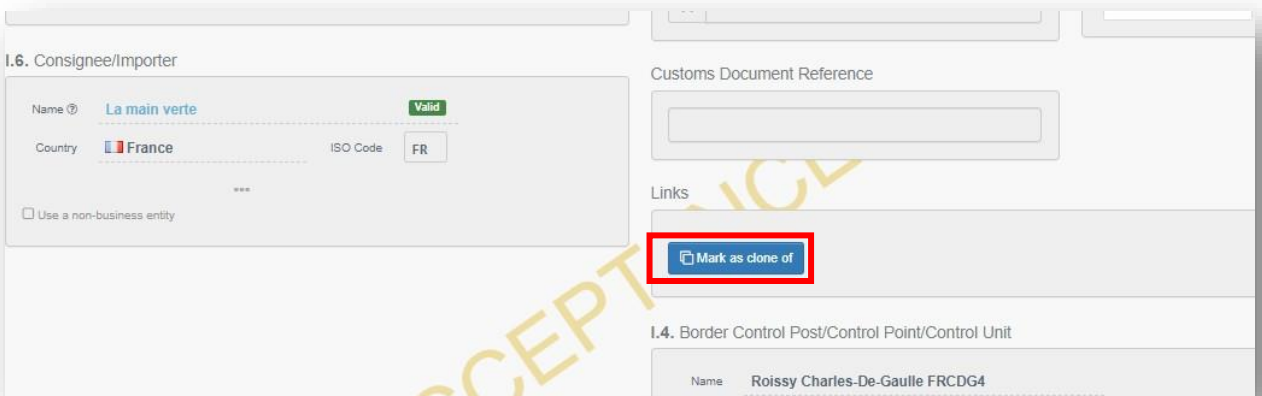 I.6. Consignee/Importer
Name
La main verte
Valid
Country
France
ISO Code
FR
Use a non-business entity
Customs Document Reference
Links
Mark as clone of
I.4. Border Control Post/Control Point/Control Unit
Name
Roissy Charles-De-Gaulle FRCDG4